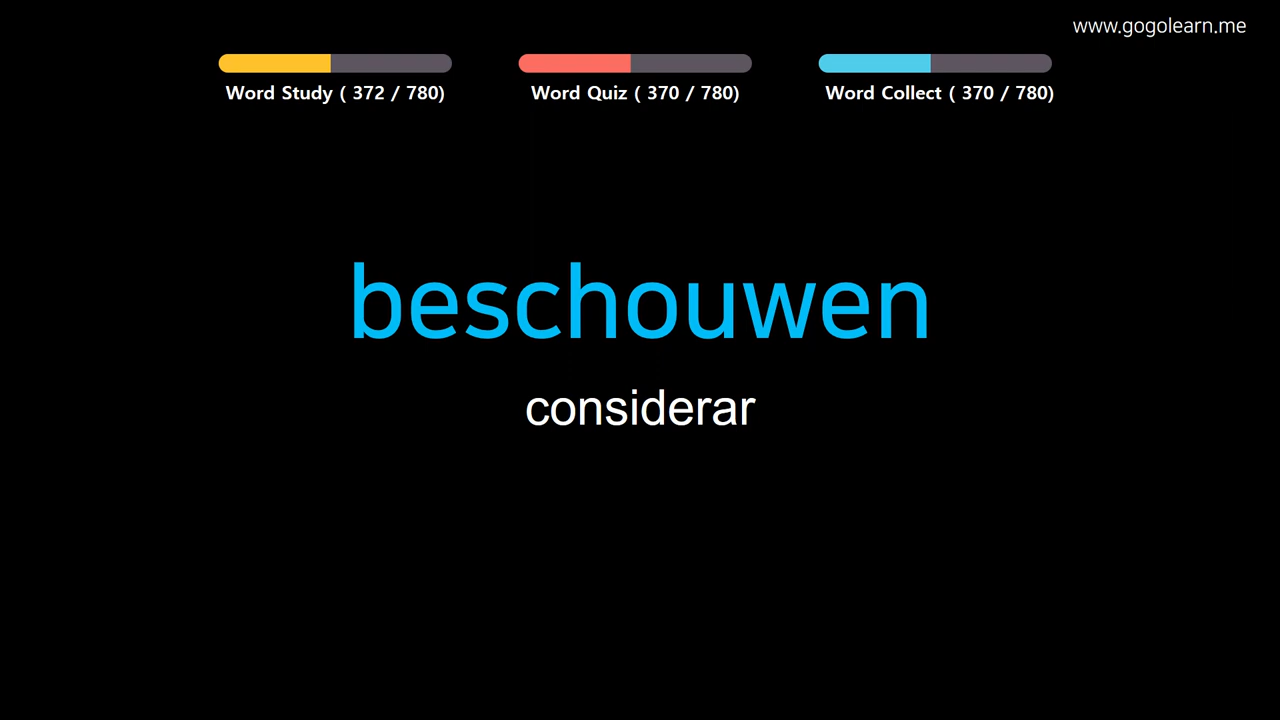 www.gogolearn.me
Word Study ( 372 / 780)
Word Quiz ( 370 / 780)
Word Collect ( 370 / 780)
beschouwen
considerar